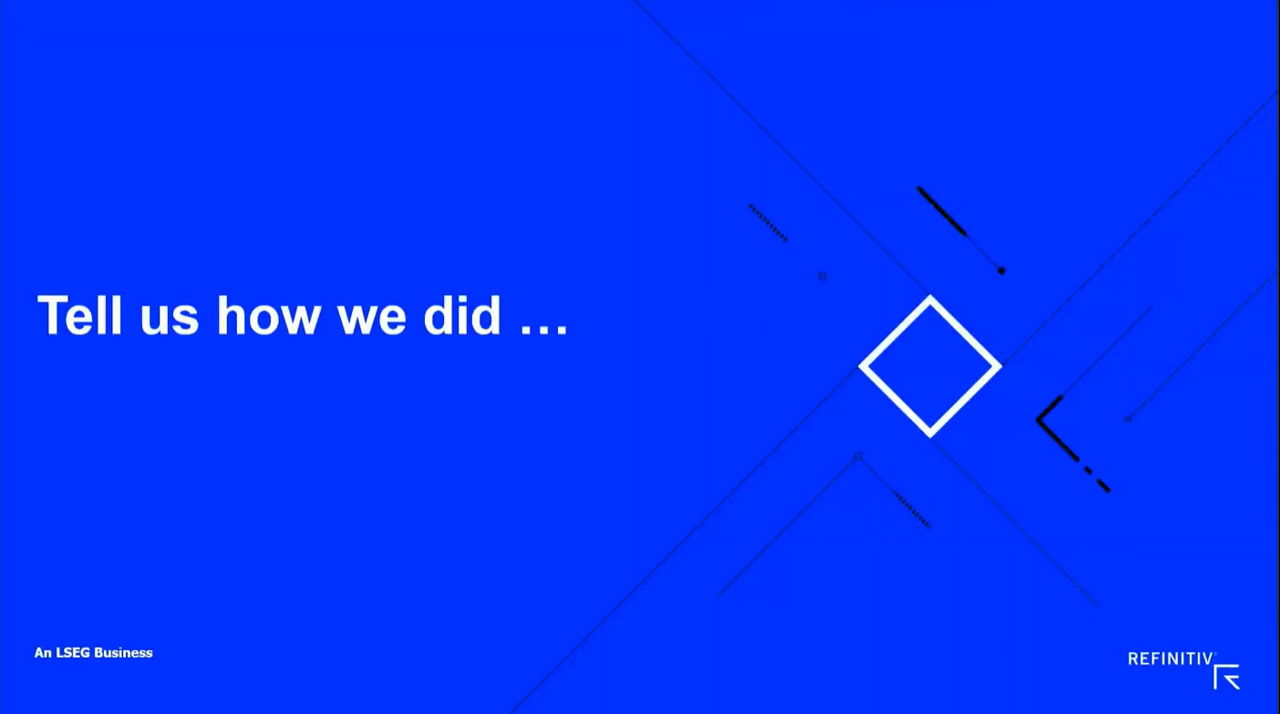 Tell us how we did ...
An LSEG Business
REFINITIV